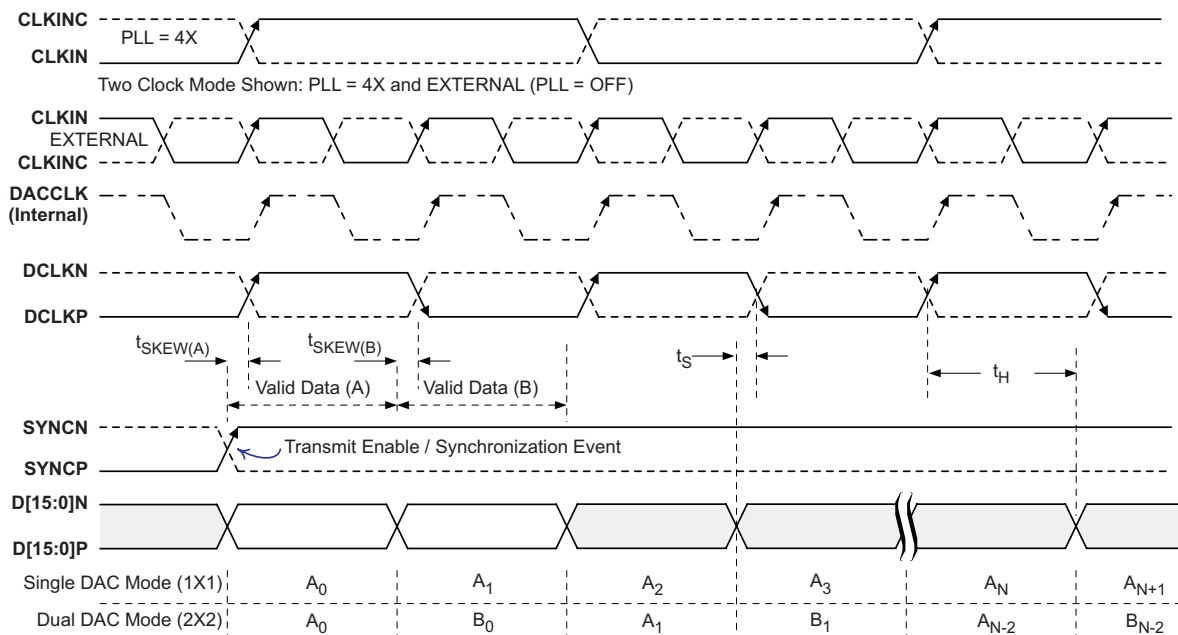 CLKINC
PLL = 4X
CLKIN
Two Clock Mode Shown: PLL = 4X and EXTERNAL (PLL = OFF)
CLKIN
EXTERNAL
CLKINC
DACCLK
(Internal)
DCLKN
DCLKP
tSKEW(A) tSKEW(B) tS tH
Valid Data (A) Valid Data (B)
SYNCN
Transmit Enable / Synchronization Event
SYNCP
D[15:0]N
D[15:0]P
Single DAC Mode (1X1) A0 A1 A2 A3 AN AN+1
Dual DAC Mode (2X2) A0 B0 A1 B1 AN-2 BN-2